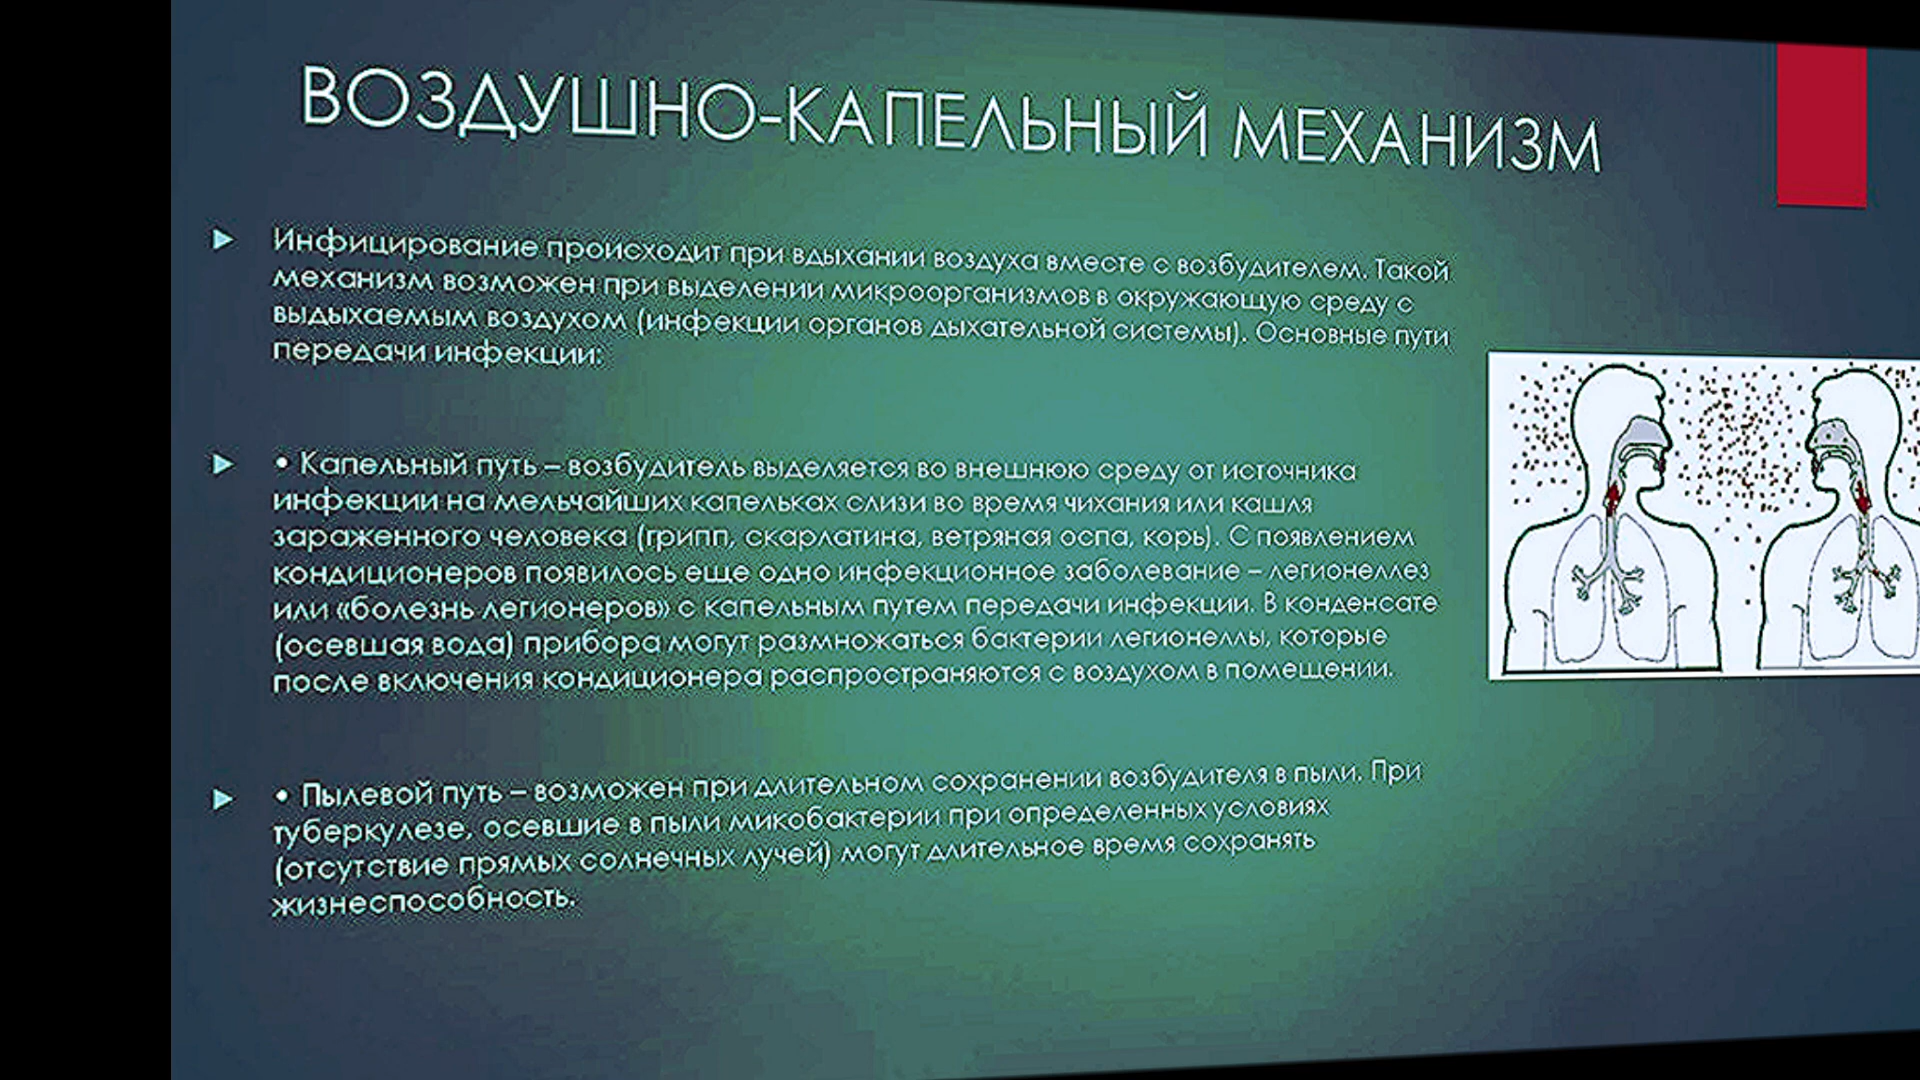 ВОЗДУШНО-КАПЕЛЬНЫЙ МЕХАНИЗМ
Инфицирование происходит при вдыхании воздуха вместе с возбудителем. Такой
механизм возможен при выделении микроорганизмов в окружающую среду с
выдыхаемым воздухом (инфекции органов дыхательной системы). Основные пути
передачи инфекции:
• Капельный путь – возбудитель выделяется во внешнюю среду от источника
инфекции на мельчайших капельках слизи во время чихания или кашля
зараженного человека (грипп, скарлатина, ветряная оспа, корь). С появлением
кондиционеров появилось еще одно инфекционное заболевание – легионеллез
или «болезнь легионеров» с капельным путем передачи инфекции. В конденсате
(осевшая вода) прибора могут размножаться бактерии легионеллы, которые
после включения кондиционера распространяются с воздухом в помещении.
• Пылевой путь – возможен при длительном сохранении возбудителя в пыли. При
туберкулезе, осевшие в пыли микобактерии при определенных условиях
(отсутствие прямых солнечных лучей) могут длительное время сохранять
жизнеспособность.